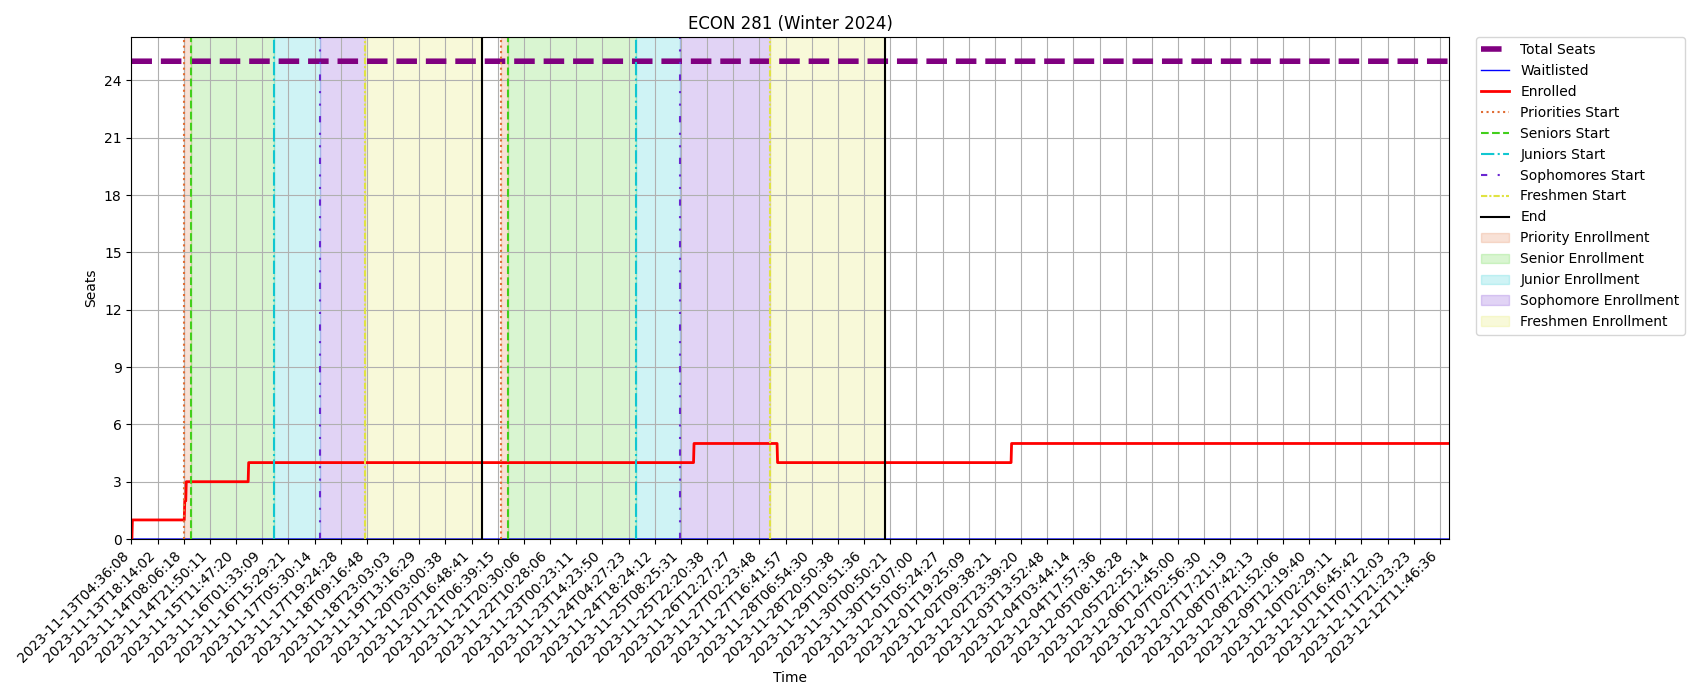 ECON 281 (Winter 2024)
Total Seats
Waitlisted
Enrolled
Priorities Start
Seniors Start
Juniors Start
Sophomores Start
Freshmen Start
End
Priority Enrollment
Senior Enrollment
Junior Enrollment
Sophomore Enrollment
Freshmen Enrollment
Seats
24
21
18
15
12
9
6
3
0
2023-11-13T04:36:08
2023-11-13T18:14:02
2023-11-14T08:06:18
2023-11-14T21:50:11
2023-11-15T11:47:20
2023-11-16T01:33:09
2023-11-16T15:29:21
2023-11-17T05:30:14
2023-11-17T19:24:28
2023-11-18T09:16:48
2023-11-18T23:03:03
2023-11-19T13:16:29
2023-11-20T03:00:38
2023-11-20T16:48:41
2023-11-21T06:39:15
2023-11-21T20:30:06
2023-11-22T10:28:06
2023-11-23T00:23:11
2023-11-23T14:23:50
2023-11-24T04:27:23
2023-11-24T18:24:12
2023-11-25T08:25:31
2023-11-25T22:20:38
2023-11-26T12:27:27
2023-11-27T02:23:48
2023-11-27T16:41:57
2023-11-28T06:54:30
2023-11-28T20:50:38
2023-11-29T10:51:36
2023-11-30T00:50:21
2023-11-30T15:07:00
2023-12-01T05:24:27
2023-12-01T19:25:09
2023-12-02T09:38:21
2023-12-02T23:39:20
2023-12-03T13:52:48
2023-12-04T03:44:14
2023-12-04T17:57:36
2023-12-05T08:18:28
2023-12-05T22:25:14
2023-12-06T12:45:00
2023-12-07T02:56:30
2023-12-07T17:21:19
2023-12-08T07:42:13
2023-12-08T21:52:06
2023-12-09T12:19:40
2023-12-10T02:29:11
2023-12-10T16:45:42
2023-12-11T07:12:03
2023-12-11T21:23:23
2023-12-12T11:46:36
Time